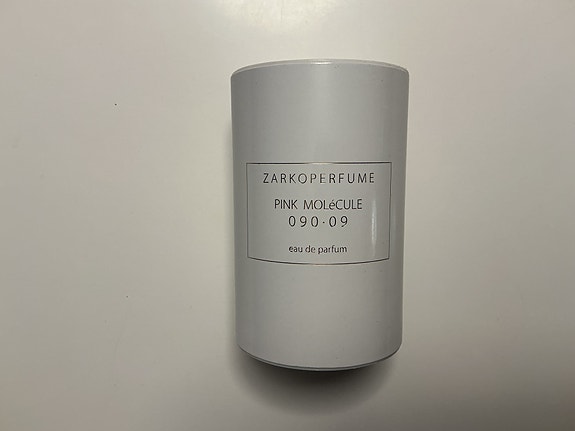 ZARKOPERFUME
PINK MOLéCULE
090·09
eau de parfum